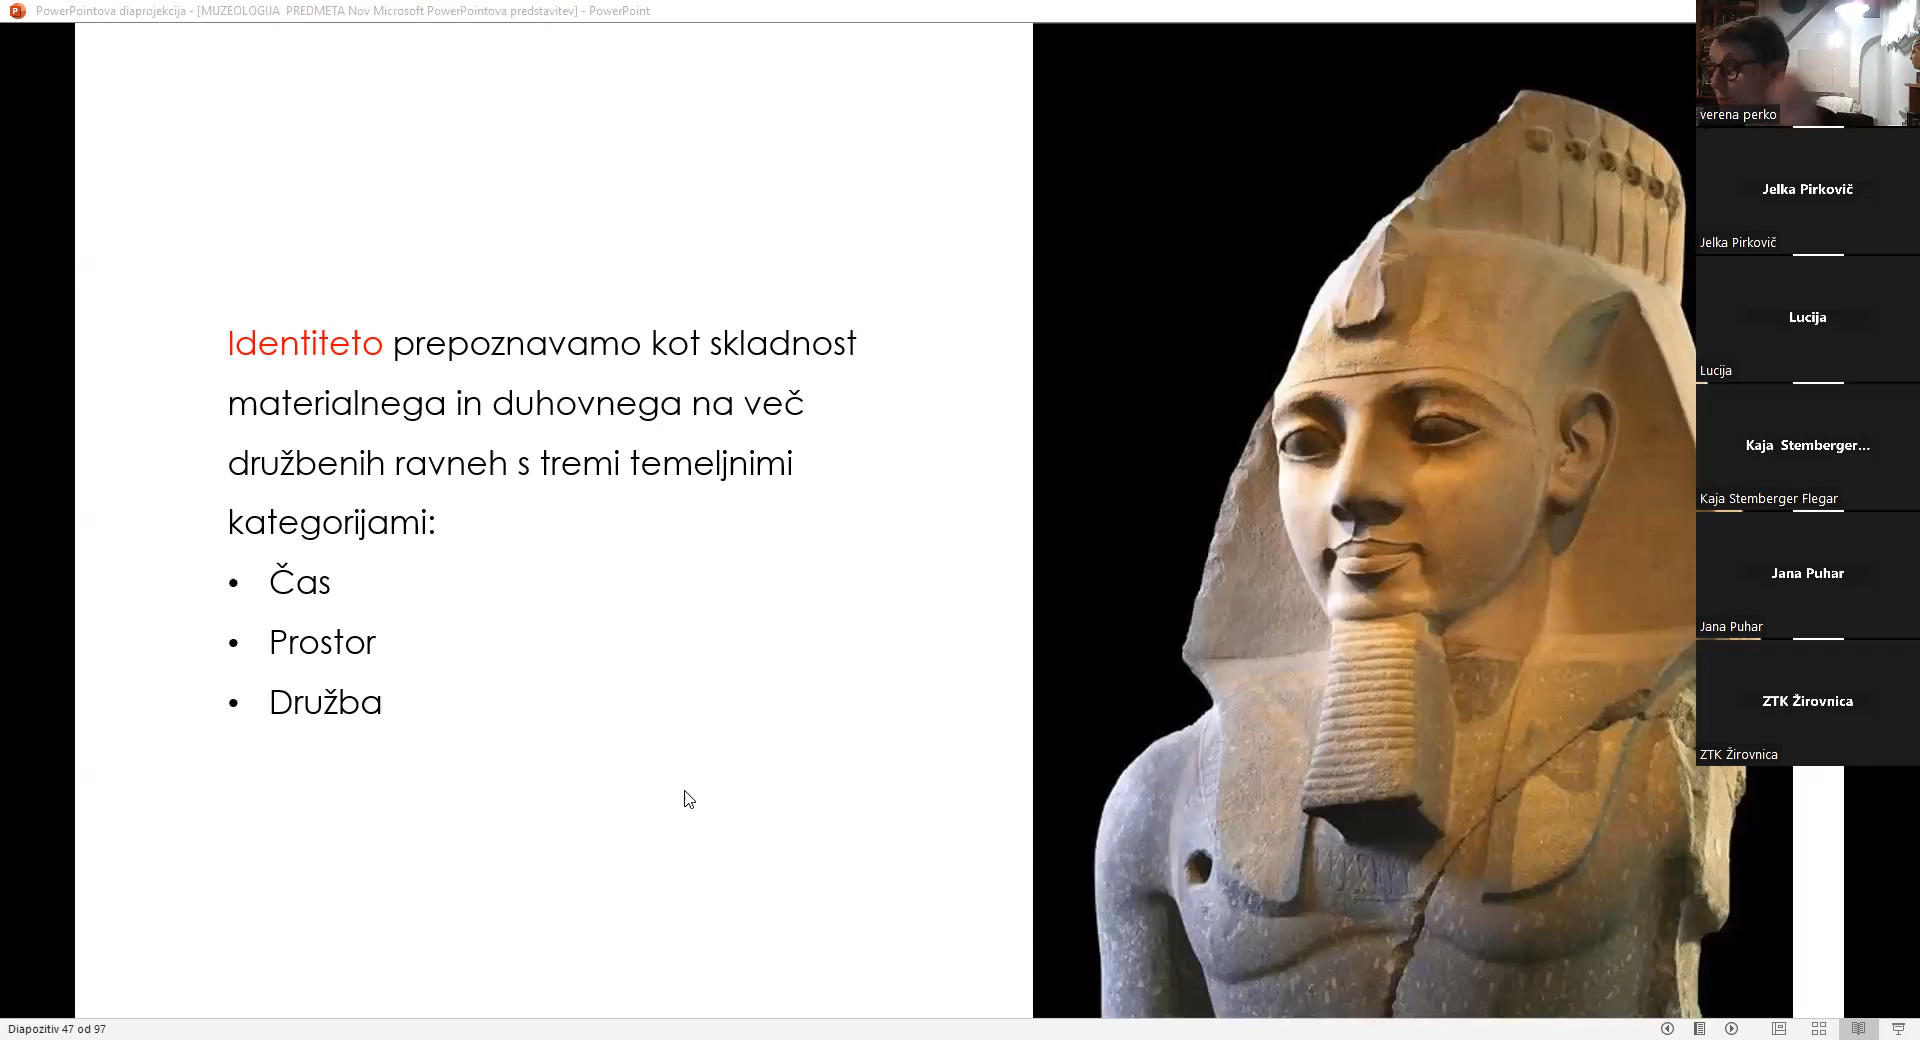 PowerPointova diaprojekcija - [MUZEOLOGIJA PREDMETA Nov Microsoft PowerPointova predstavitev] - PowerPoint
Identiteto prepoznavamo kot skladnost
materialnega in duhovnega na več
družbenih ravneh s tremi temeljnimi
kategorijami:
• Čas
• Prostor
• Družba
verena perko
Jelka Pirkovič
Jelka Pirkovič
Lucija
Lucija
Kaja Stemberger...
Kaja Stemberger Flegar
Jana Puhar
Jana Puhar
ZTK Žirovnica
ZTK Žirovnica
Diapozitiv 47 od 97